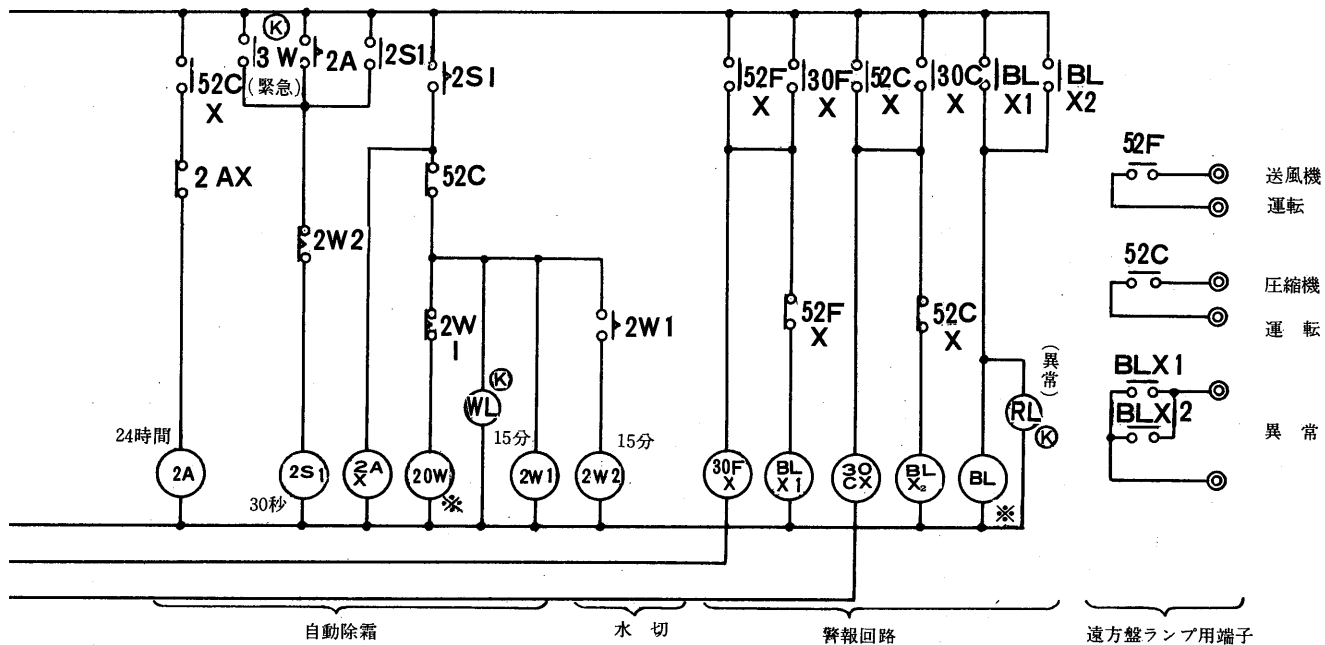 K
3 W
(緊急)
2A
2S1
2S1
52C
X
2 AX
2W2
52C
2W
1
2W1
WL
K
24時間
2A
2S1
30秒
2A
X
20W
※
15分
2W1
15分
2W2
52F
X
30F
X
52C
X
30C
X
BL
X1
BL
X2
52F
X
52C
X
(異常)
RL
K
30F
X
BL
X1
30
CX
BL
X2
BL
※
52F
送風機
運転
52C
圧縮機
運 転
BLX1
BLX2
異 常
自動除霜
水 切
警報回路
遠方盤ランプ用端子